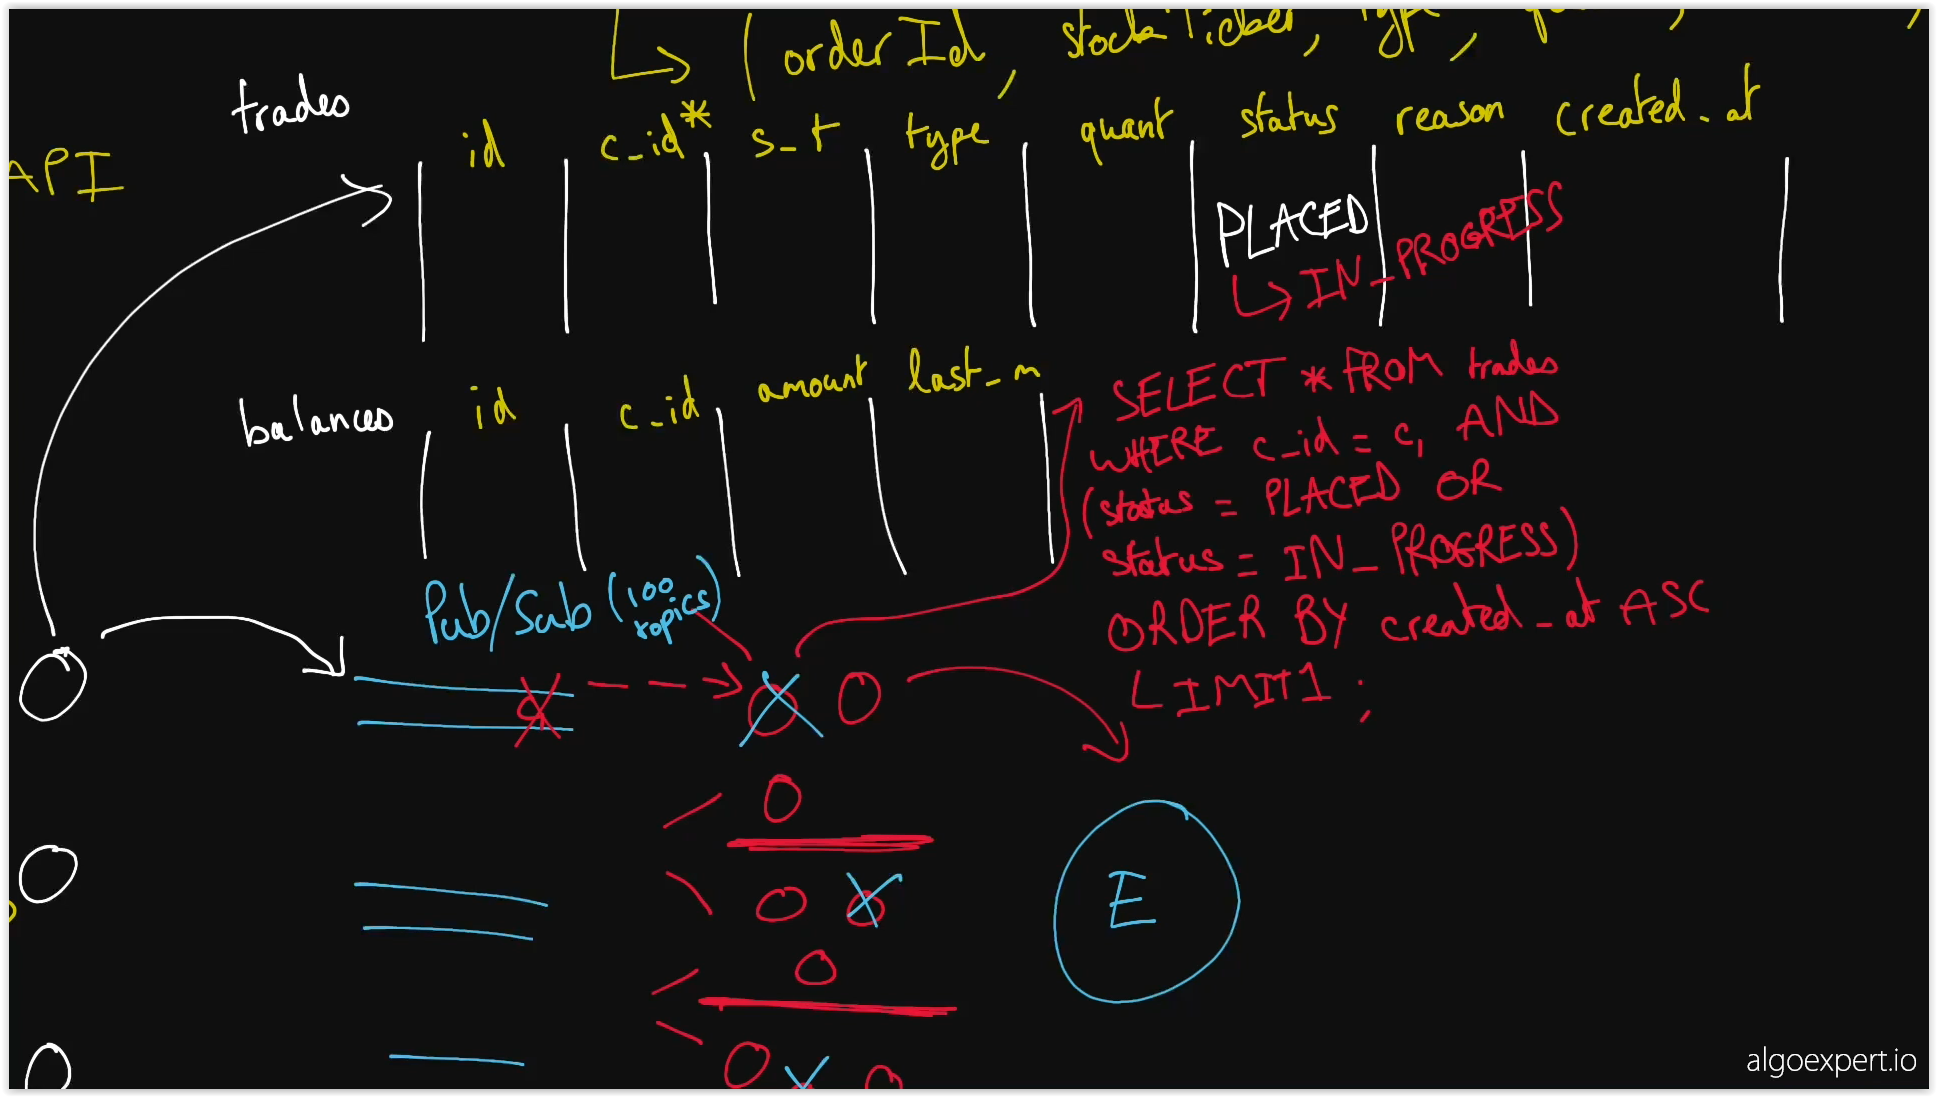 ( orderId, stockTicker, type,
trades
id c_id* s_t type quant status reason created_at
API
PLACED
↳ IN_PROGRESS
balances
id c_id amount last_m
SELECT * FROM trades
WHERE c_id = c, AND
(status = PLACED OR
status = IN_PROGRESS)
ORDER BY created_at ASC
LIMIT 1 ;
Pub/Sub (100
topics)
E
algoexpert.io